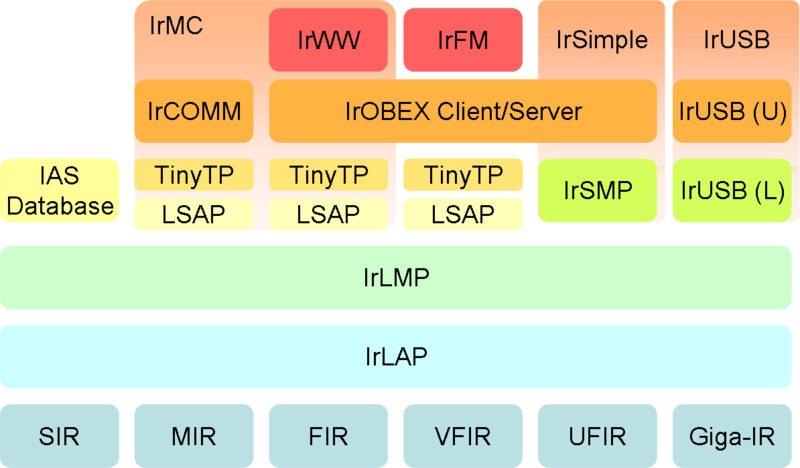 IrMC
IrWW
IrFM
IrSimple
IrUSB
IrCOMM
IrOBEX Client/Server
IrUSB (U)
IAS
Database
TinyTP
TinyTP
TinyTP
IrSMP
IrUSB (L)
LSAP
LSAP
LSAP
IrLMP
IrLAP
SIR
MIR
FIR
VFIR
UFIR
Giga-IR